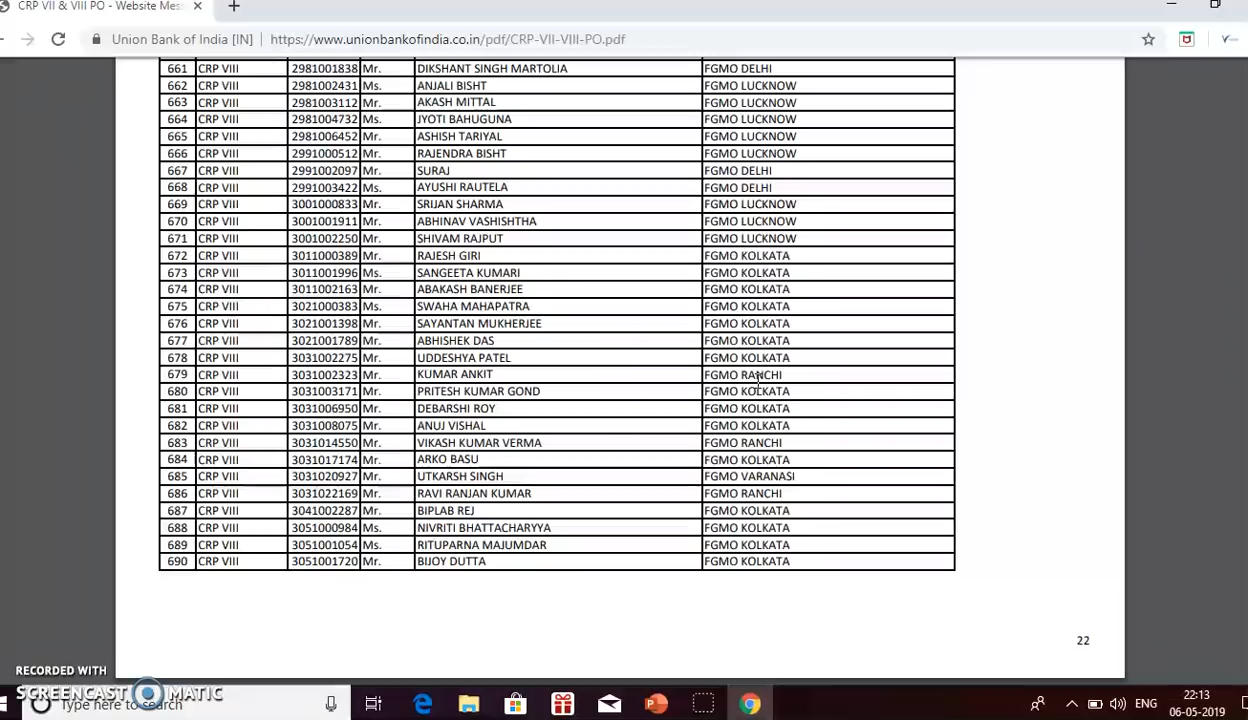 CRP VII & VIII PO - Website Mes
Union Bank of India [IN] | https://www.unionbankofindia.co.in/pdf/CRP-VII-VIII-PO.pdf
661 CRP VIII 2981001838 Mr. DIKSHANT SINGH MARTOLIA FGMO DELHI
662 CRP VIII 2981002431 Ms. ANJALI BISHT FGMO LUCKNOW
663 CRP VIII 2981003112 Mr. AKASH MITTAL FGMO LUCKNOW
664 CRP VIII 2981004732 Ms. JYOTI BAHUGUNA FGMO LUCKNOW
665 CRP VIII 2981006452 Mr. ASHISH TARIYAL FGMO LUCKNOW
666 CRP VIII 2991000512 Mr. RAJENDRA BISHT FGMO LUCKNOW
667 CRP VIII 2991002097 Mr. SURAJ FGMO DELHI
668 CRP VIII 2991003422 Ms. AYUSHI RAUTELA FGMO DELHI
669 CRP VIII 3001000833 Mr. SRIJAN SHARMA FGMO LUCKNOW
670 CRP VIII 3001001911 Mr. ABHINAV VASHISHTHA FGMO LUCKNOW
671 CRP VIII 3001002250 Mr. SHIVAM RAJPUT FGMO LUCKNOW
672 CRP VIII 3011000389 Mr. RAJESH GIRI FGMO KOLKATA
673 CRP VIII 3011001996 Ms. SANGEETA KUMARI FGMO KOLKATA
674 CRP VIII 3011002163 Mr. ABAKASH BANERJEE FGMO KOLKATA
675 CRP VIII 3021000383 Ms. SWAHA MAHAPATRA FGMO KOLKATA
676 CRP VIII 3021001398 Mr. SAYANTAN MUKHERJEE FGMO KOLKATA
677 CRP VIII 3021001789 Mr. ABHISHEK DAS FGMO KOLKATA
678 CRP VIII 3031002275 Mr. UDDESHYA PATEL FGMO KOLKATA
679 CRP VIII 3031002323 Mr. KUMAR ANKIT FGMO RANCHI
680 CRP VIII 3031003171 Mr. PRITESH KUMAR GOND FGMO KOLKATA
681 CRP VIII 3031006950 Mr. DEBARSHI ROY FGMO KOLKATA
682 CRP VIII 3031008075 Mr. ANUJ VISHAL FGMO KOLKATA
683 CRP VIII 3031014550 Mr. VIKASH KUMAR VERMA FGMO RANCHI
684 CRP VIII 3031017174 Mr. ARKO BASU FGMO KOLKATA
685 CRP VIII 3031020927 Mr. UTKARSH SINGH FGMO VARANASI
686 CRP VIII 3031022169 Mr. RAVI RANJAN KUMAR FGMO RANCHI
687 CRP VIII 3041002287 Mr. BIPLAB REJ FGMO KOLKATA
688 CRP VIII 3051000984 Ms. NIVRITI BHATTACHARYYA FGMO KOLKATA
689 CRP VIII 3051001054 Ms. RITUPARNA MAJUMDAR FGMO KOLKATA
690 CRP VIII 3051001720 Mr. BIJOY DUTTA FGMO KOLKATA
22
RECORDED WITH
SCREENCAST MATIC
Type here to search
ENG
22:13
06-05-2019